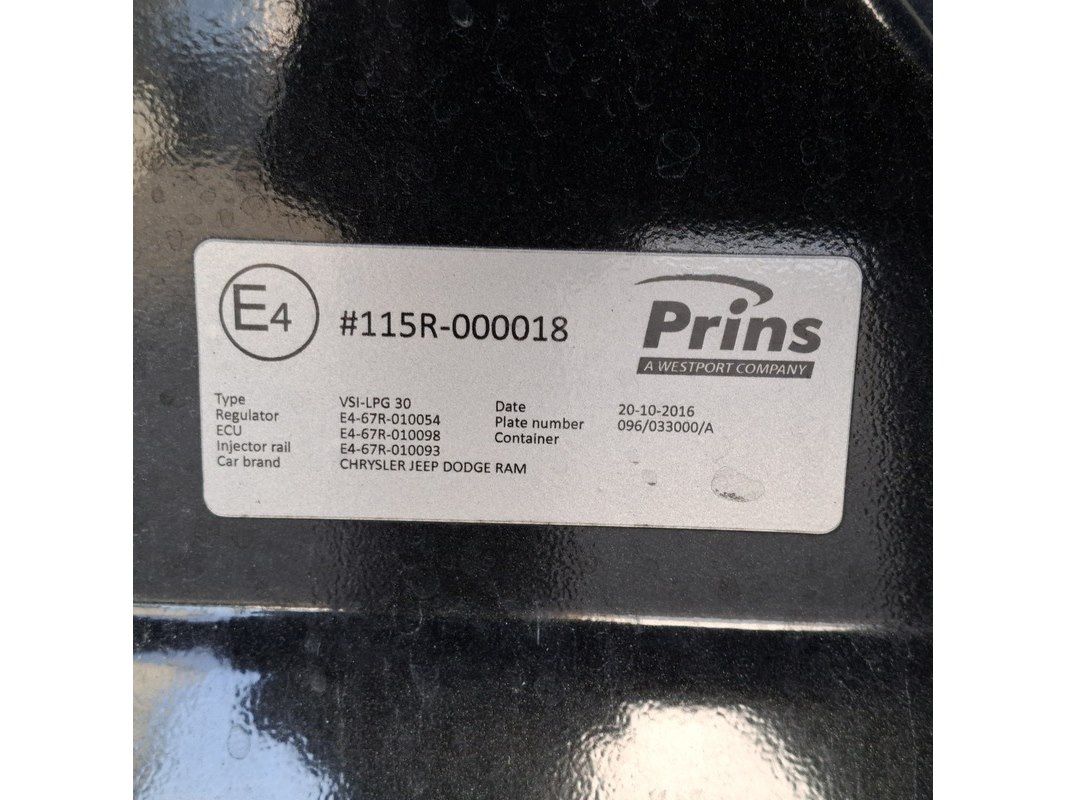 E4
#115R-000018
Prins
A WESTPORT COMPANY
Type VSI-LPG 30
Regulator E4-67R-010054
ECU E4-67R-010098
Injector rail E4-67R-010093
Car brand CHRYSLER JEEP DODGE RAM
Date 20-10-2016
Plate number 096/033000/A
Container